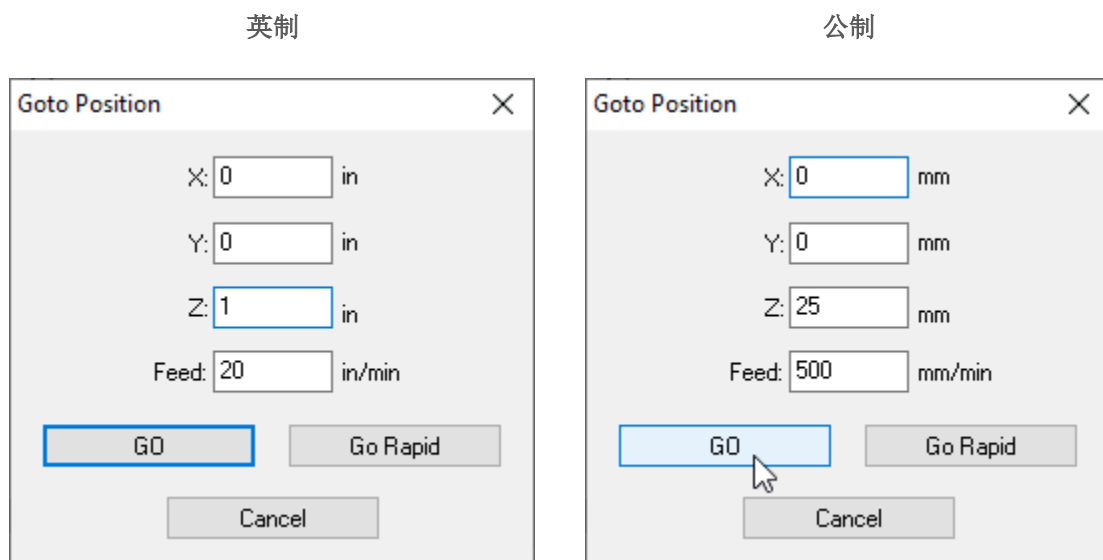 英制
公制
Goto Position
X: 0 in
Y: 0 in
Z: 1 in
Feed: 20 in/min
GO
Go Rapid
Cancel
Goto Position
X: 0 mm
Y: 0 mm
Z: 25 mm
Feed: 500 mm/min
GO
Go Rapid
Cancel